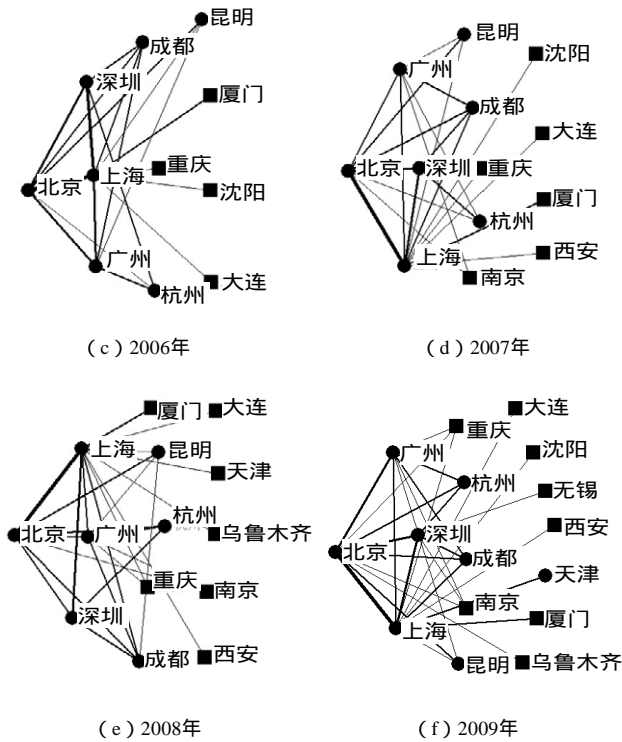 昆明
成都
深圳
厦门
重庆
上海
北京
沈阳
广州
大连
杭州
(c)2006年
昆明
沈阳
广州
成都
大连
北京
深圳
重庆
厦门
杭州
西安
上海
南京
(d)2007年
厦门
大连
上海
昆明
天津
杭州
北京
广州
乌鲁木齐
重庆
南京
深圳
西安
成都
(e)2008年
大连
重庆
沈阳
广州
杭州
无锡
西安
深圳
北京
成都
天津
南京
厦门
上海
昆明
乌鲁木齐
(f)2009年